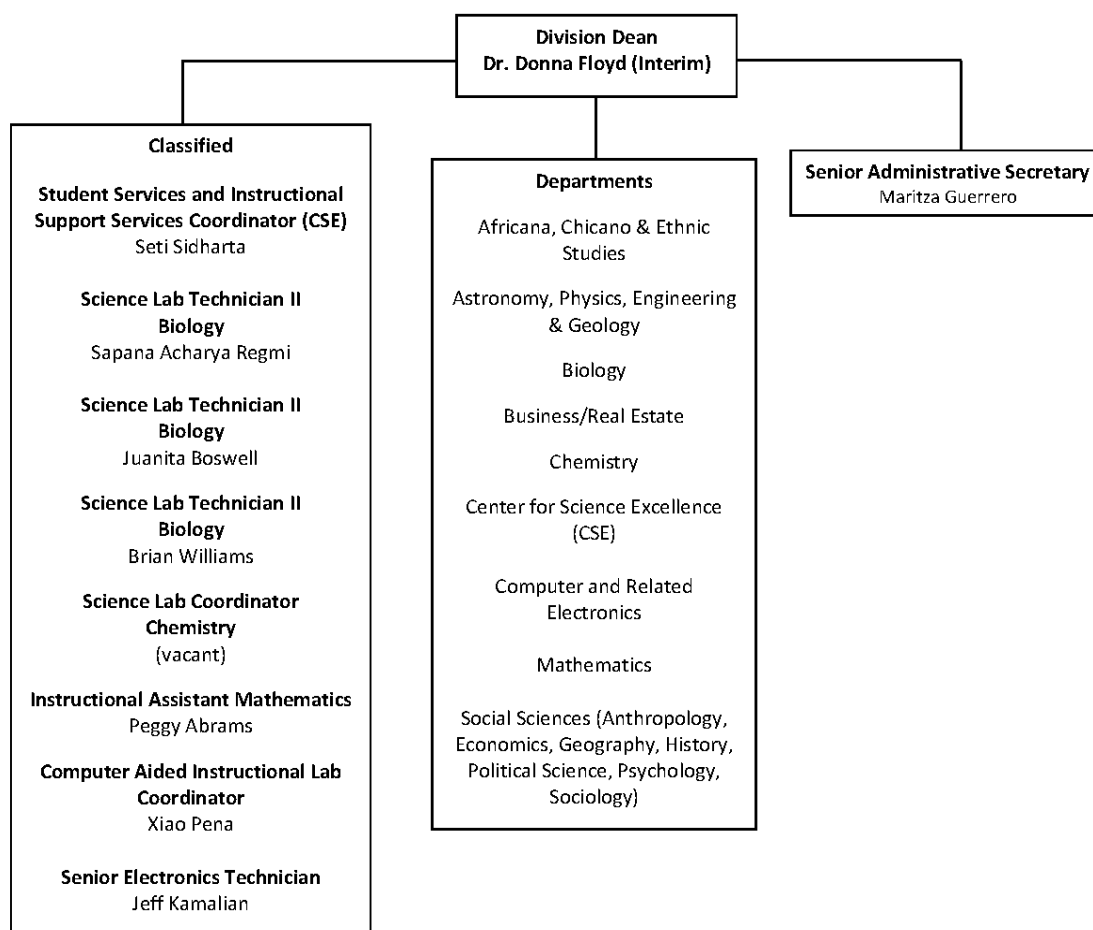 Division Dean
Dr. Donna Floyd (Interim)
Classified
Student Services and Instructional
Support Services Coordinator (CSE)
Seti Sidharta
Science Lab Technician II
Biology
Sapana Acharya Regmi
Science Lab Technician II
Biology
Juanita Boswell
Science Lab Technician II
Biology
Brian Williams
Science Lab Coordinator
Chemistry
(vacant)
Instructional Assistant Mathematics
Peggy Abrams
Computer Aided Instructional Lab
Coordinator
Xiao Pena
Senior Electronics Technician
Jeff Kamalian
Departments
Africana, Chicano & Ethnic
Studies
Astronomy, Physics, Engineering
& Geology
Biology
Business/Real Estate
Chemistry
Center for Science Excellence
(CSE)
Computer and Related
Electronics
Mathematics
Social Sciences (Anthropology,
Economics, Geography, History,
Political Science, Psychology,
Sociology)
Senior Administrative Secretary
Maritza Guerrero